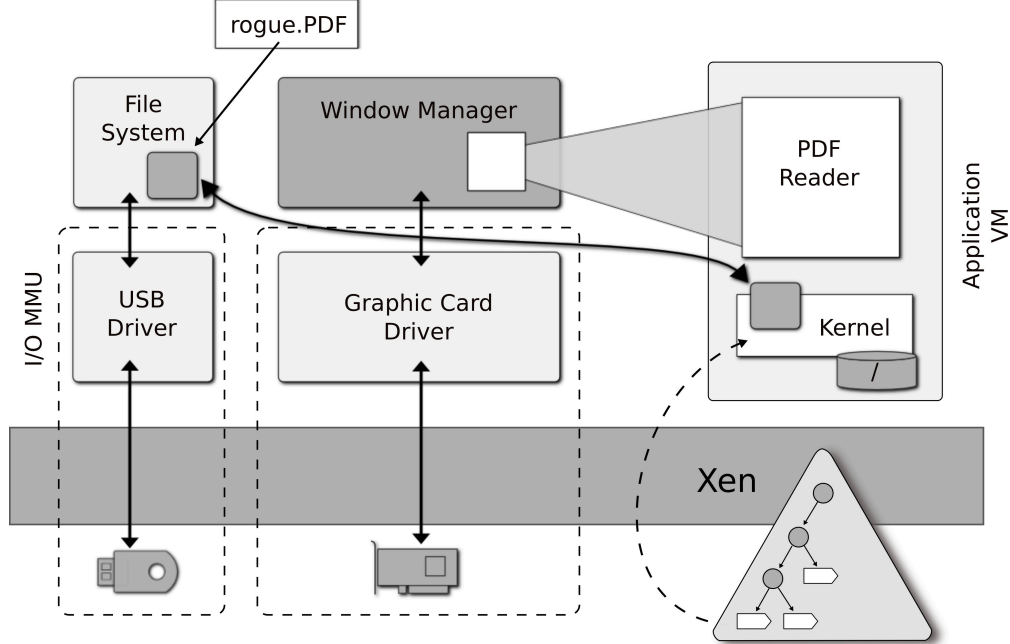 rogue.PDF
File
System
Window Manager
PDF
Reader
Application
VM
I/O MMU
USB
Driver
Graphic Card
Driver
Kernel
/
Xen